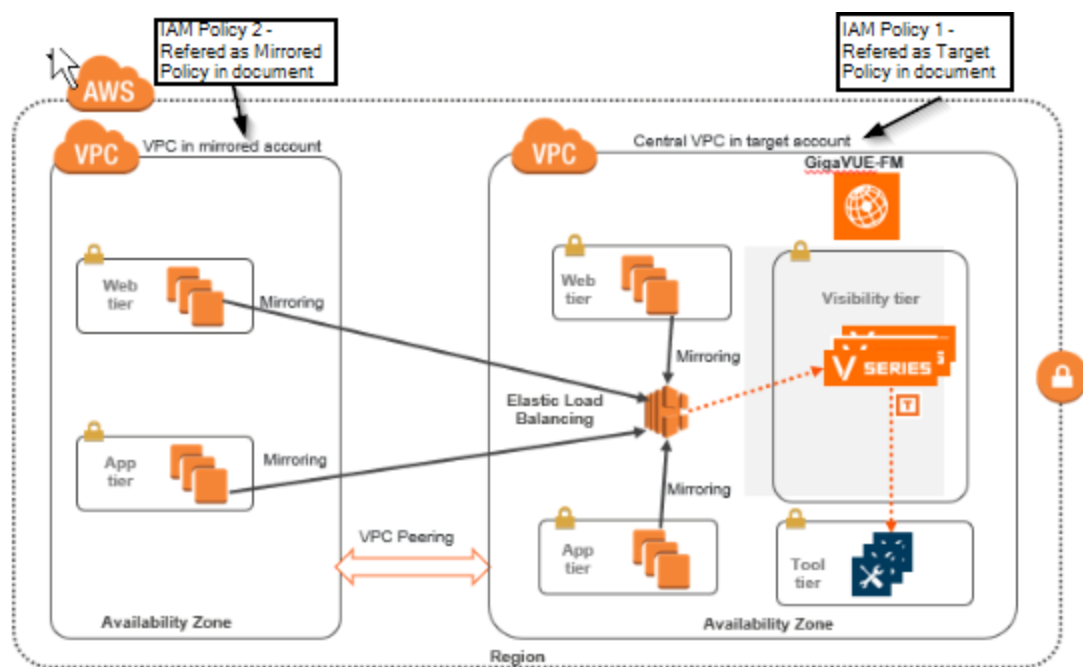 IAM Policy 2 -
Refered as Mirrored
Policy in document
IAM Policy 1 -
Refered as Target
Policy in document
AWS
VPC
VPC in mirrored account
VPC
Central VPC in target account
GigaVUE-FM
Web
tier
Mirroring
Web
tier
Visibility tier
Mirroring
V SERIES
Elastic Load
Balancing
T
App
tier
Mirroring
Mirroring
VPC Peering
App
tier
Tool
tier
Availability Zone
Availability Zone
Region